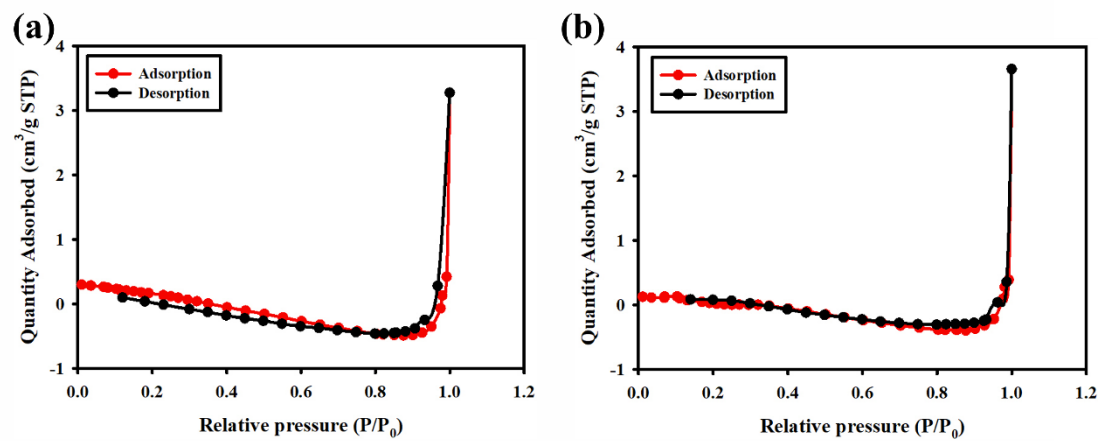 (a)
Adsorption
Desorption
Quantity Adsorbed (cm³/g STP)
4
3
2
1
0
-1
0.0 0.2 0.4 0.6 0.8 1.0 1.2
Relative pressure (P/P₀)
(b)
Adsorption
Desorption
Quantity Adsorbed (cm³/g STP)
4
3
2
1
0
-1
0.0 0.2 0.4 0.6 0.8 1.0 1.2
Relative pressure (P/P₀)